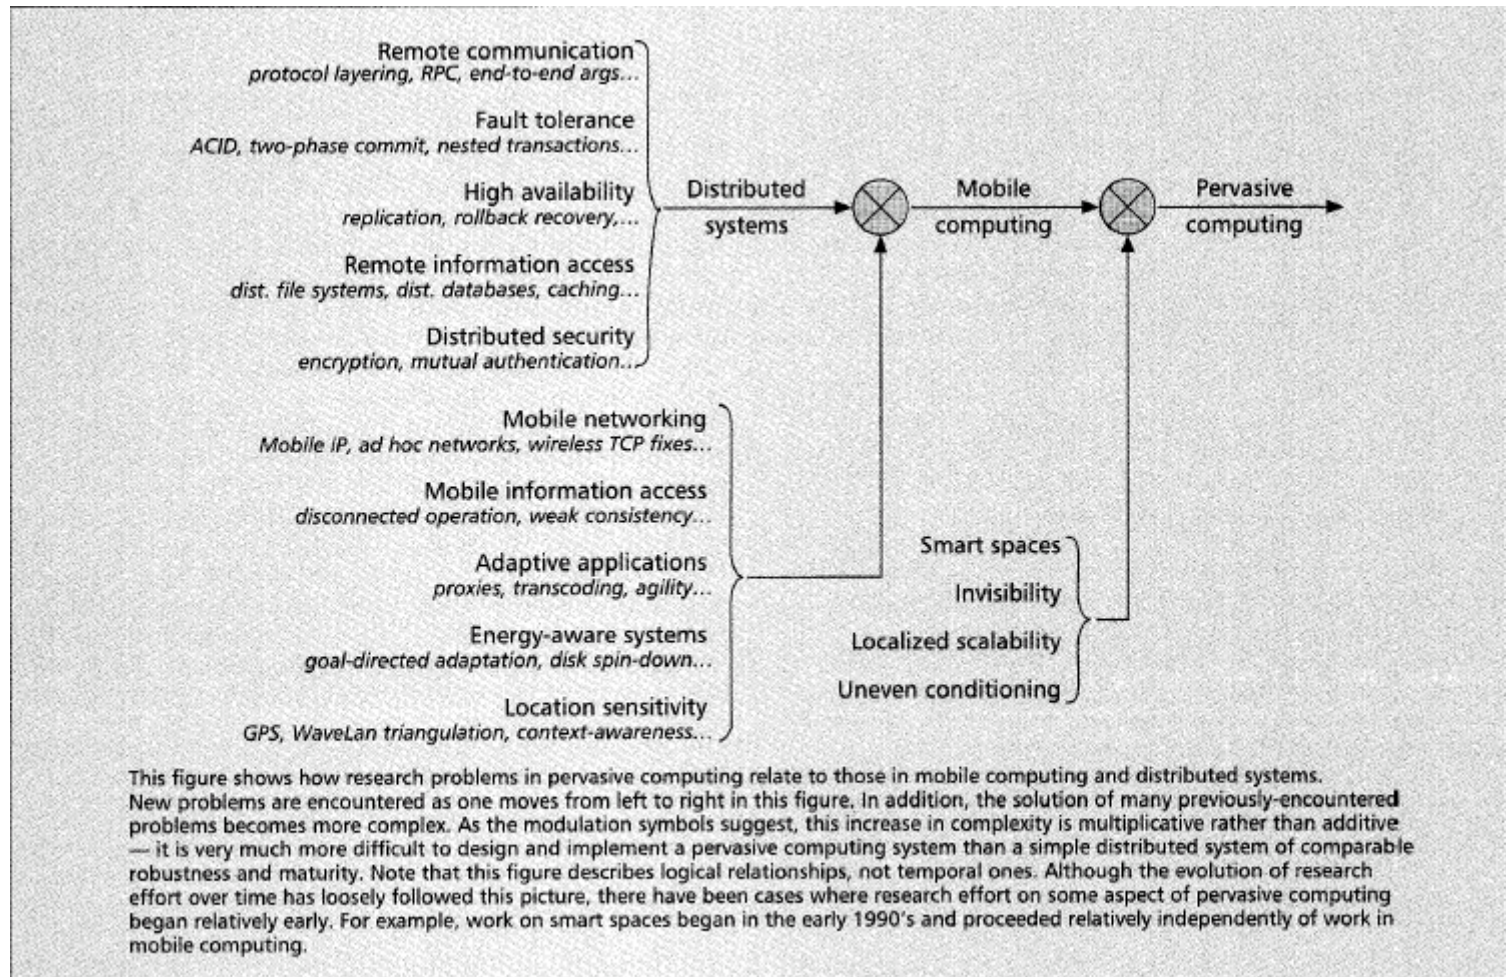 Remote communication
protocol layering, RPC, end-to-end args...
Fault tolerance
ACID, two-phase commit, nested transactions...
High availability
replication, rollback recovery,...
Remote information access
dist. file systems, dist. databases, caching...
Distributed security
encryption, mutual authentication...
Distributed
systems
Mobile
computing
Pervasive
computing
Mobile networking
Mobile IP, ad hoc networks, wireless TCP fixes...
Mobile information access
disconnected operation, weak consistency...
Adaptive applications
proxies, transcoding, agility...
Energy-aware systems
goal-directed adaptation, disk spin-down...
Location sensitivity
GPS, WaveLan triangulation, context-awareness...
Smart spaces
Invisibility
Localized scalability
Uneven conditioning
This figure shows how research problems in pervasive computing relate to those in mobile computing and distributed systems.
New problems are encountered as one moves from left to right in this figure. In addition, the solution of many previously-encountered
problems becomes more complex. As the modulation symbols suggest, this increase in complexity is multiplicative rather than additive
— it is very much more difficult to design and implement a pervasive computing system than a simple distributed system of comparable
robustness and maturity. Note that this figure describes logical relationships, not temporal ones. Although the evolution of research
effort over time has loosely followed this picture, there have been cases where research effort on some aspect of pervasive computing
began relatively early. For example, work on smart spaces began in the early 1990's and proceeded relatively independently of work in
mobile computing.